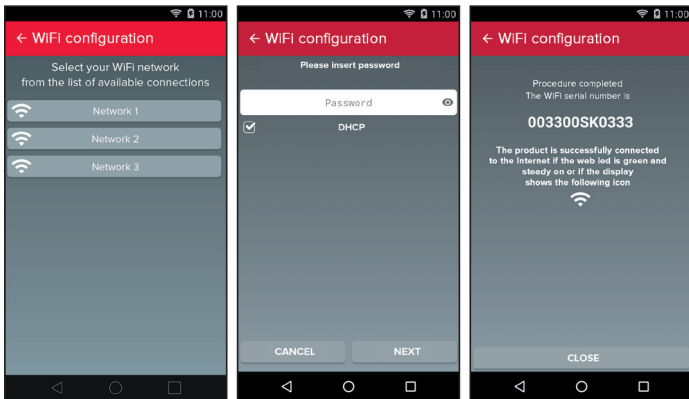 11:00
← WiFi configuration
Select your WiFi network
from the list of available connections
Network 1
Network 2
Network 3
11:00
← WiFi configuration
Please insert password
Password
DHCP
CANCEL NEXT
11:00
← WiFi configuration
Procedure completed
The WiFi serial number is
003300SK0333
The product is successfully connected
to the Internet if the web led is green and
steady on or if the display
shows the following icon
CLOSE